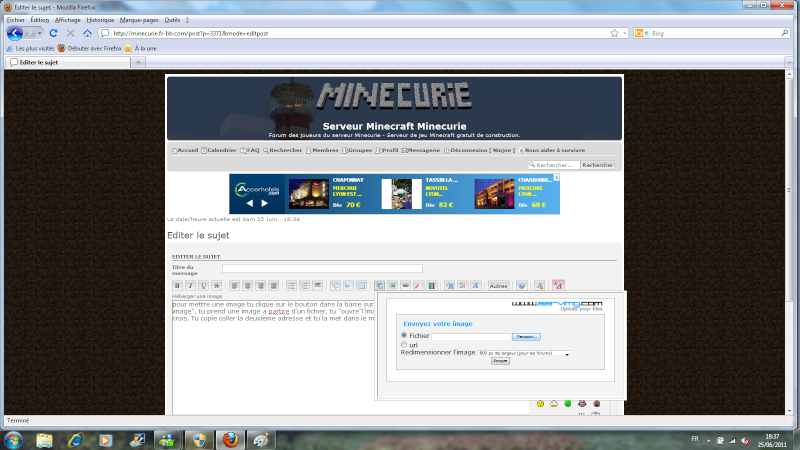 Editer le sujet - Mozilla Firefox
Fichier Édition Affichage Historique Marque-pages Outils ?
http://minecurie.fr-bb.com/post?p=3371&mode=editpost
Bing
Les plus visités Débuter avec Firefox À la une
Editer le sujet
MINECURIE
Serveur Minecraft Minecurie
Forum des joueurs du serveur Minecurie - Serveur de jeu Minecraft gratuit de construction.
Accueil Calendrier FAQ Rechercher Membres Groupes Profil Messagerie Déconnexion [ Ninjoe ] Nous aider à survivre
Rechercher... Rechercher
Accorhotels.com
CHAPONNAY
MERCURE
LYON EST ...
Dès 70 €
TASSIN LA ...
NOVOTEL
LYON...
Dès 82 €
CHARBONNI...
MERCURE
LYON...
Dès 60 €
La date/heure actuelle est Sam 25 Juin - 18:36
Editer le sujet
EDITER LE SUJET
Titre du
message
B I U S
Autres
Héberger une image
pour mettre une image tu clique sur le bouton dans la barre sur
image", tu prend une image a partire d'un fichier, tu "ouvre"l'im
crois, Tu copie coller la deuxième adresse et tu la met dans le m
www.servimg.com
Upload your files
Envoyez votre image
Fichier Parcourir...
url
Redimensionner l'image 800 px de largeur (pour les forums)
Envoyer
Terminé
FR
18:37
25/06/2011